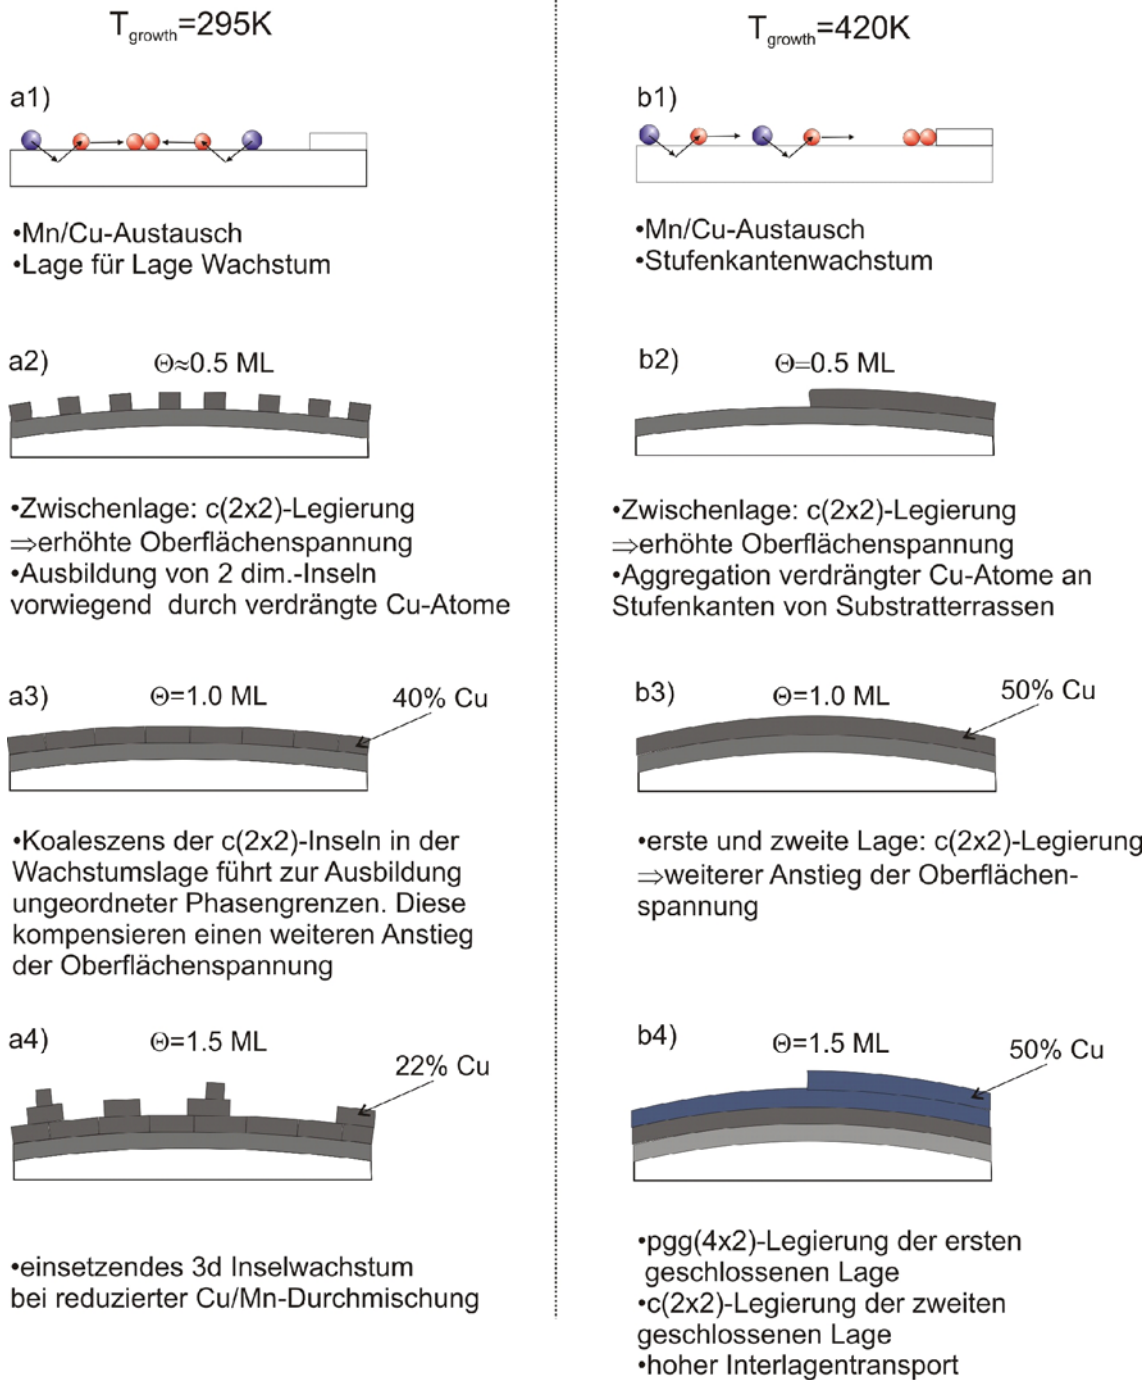 T_growth=295K
a1)
•Mn/Cu-Austausch
•Lage für Lage Wachstum
a2)
Θ≈0.5 ML
•Zwischenlage: c(2x2)-Legierung
⇒erhöhte Oberflächenspannung
•Ausbildung von 2 dim.-Inseln
vorwiegend durch verdrängte Cu-Atome
a3)
Θ=1.0 ML
40% Cu
•Koaleszens der c(2x2)-Inseln in der
Wachstumslage führt zur Ausbildung
ungeordneter Phasengrenzen. Diese
kompensieren einen weiteren Anstieg
der Oberflächenspannung
a4)
Θ=1.5 ML
22% Cu
•einsetzendes 3d Inselwachstum
bei reduzierter Cu/Mn-Durchmischung
T_growth=420K
b1)
•Mn/Cu-Austausch
•Stufenkantenwachstum
b2)
Θ=0.5 ML
•Zwischenlage: c(2x2)-Legierung
⇒erhöhte Oberflächenspannung
•Aggregation verdrängter Cu-Atome an
Stufenkanten von Substratterrassen
b3)
Θ=1.0 ML
50% Cu
•erste und zweite Lage: c(2x2)-Legierung
⇒weiterer Anstieg der Oberflächen-
spannung
b4)
Θ=1.5 ML
50% Cu
•pgg(4x2)-Legierung der ersten
geschlossenen Lage
•c(2x2)-Legierung der zweiten
geschlossenen Lage
•hoher Interlagentransport